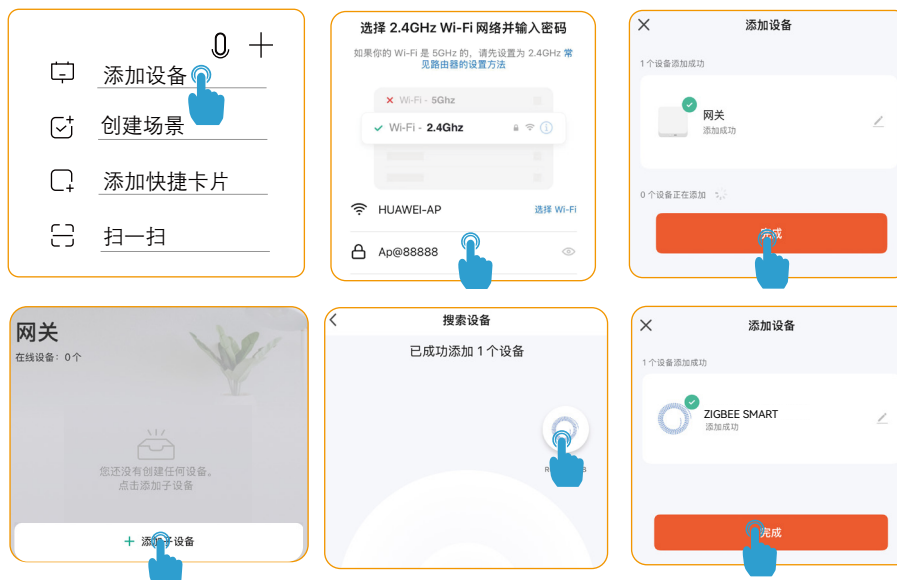 添加设备
创建场景
添加快捷卡片
扫一扫
选择 2.4GHz Wi-Fi 网络并输入密码
如果你的 Wi-Fi 是 5GHz 的，请先设置为 2.4GHz 常
见路由器的设置方法
Wi-Fi - 5Ghz
Wi-Fi - 2.4Ghz
HUAWEI-AP
选择 Wi-Fi
Ap@88888
添加设备
1 个设备添加成功
网关
添加成功
0 个设备正在添加
完成
网关
在线设备：0个
您还没有创建任何设备。
点击添加子设备
+ 添加子设备
搜索设备
已成功添加 1 个设备
添加设备
1 个设备添加成功
ZIGBEE SMART
添加成功
完成